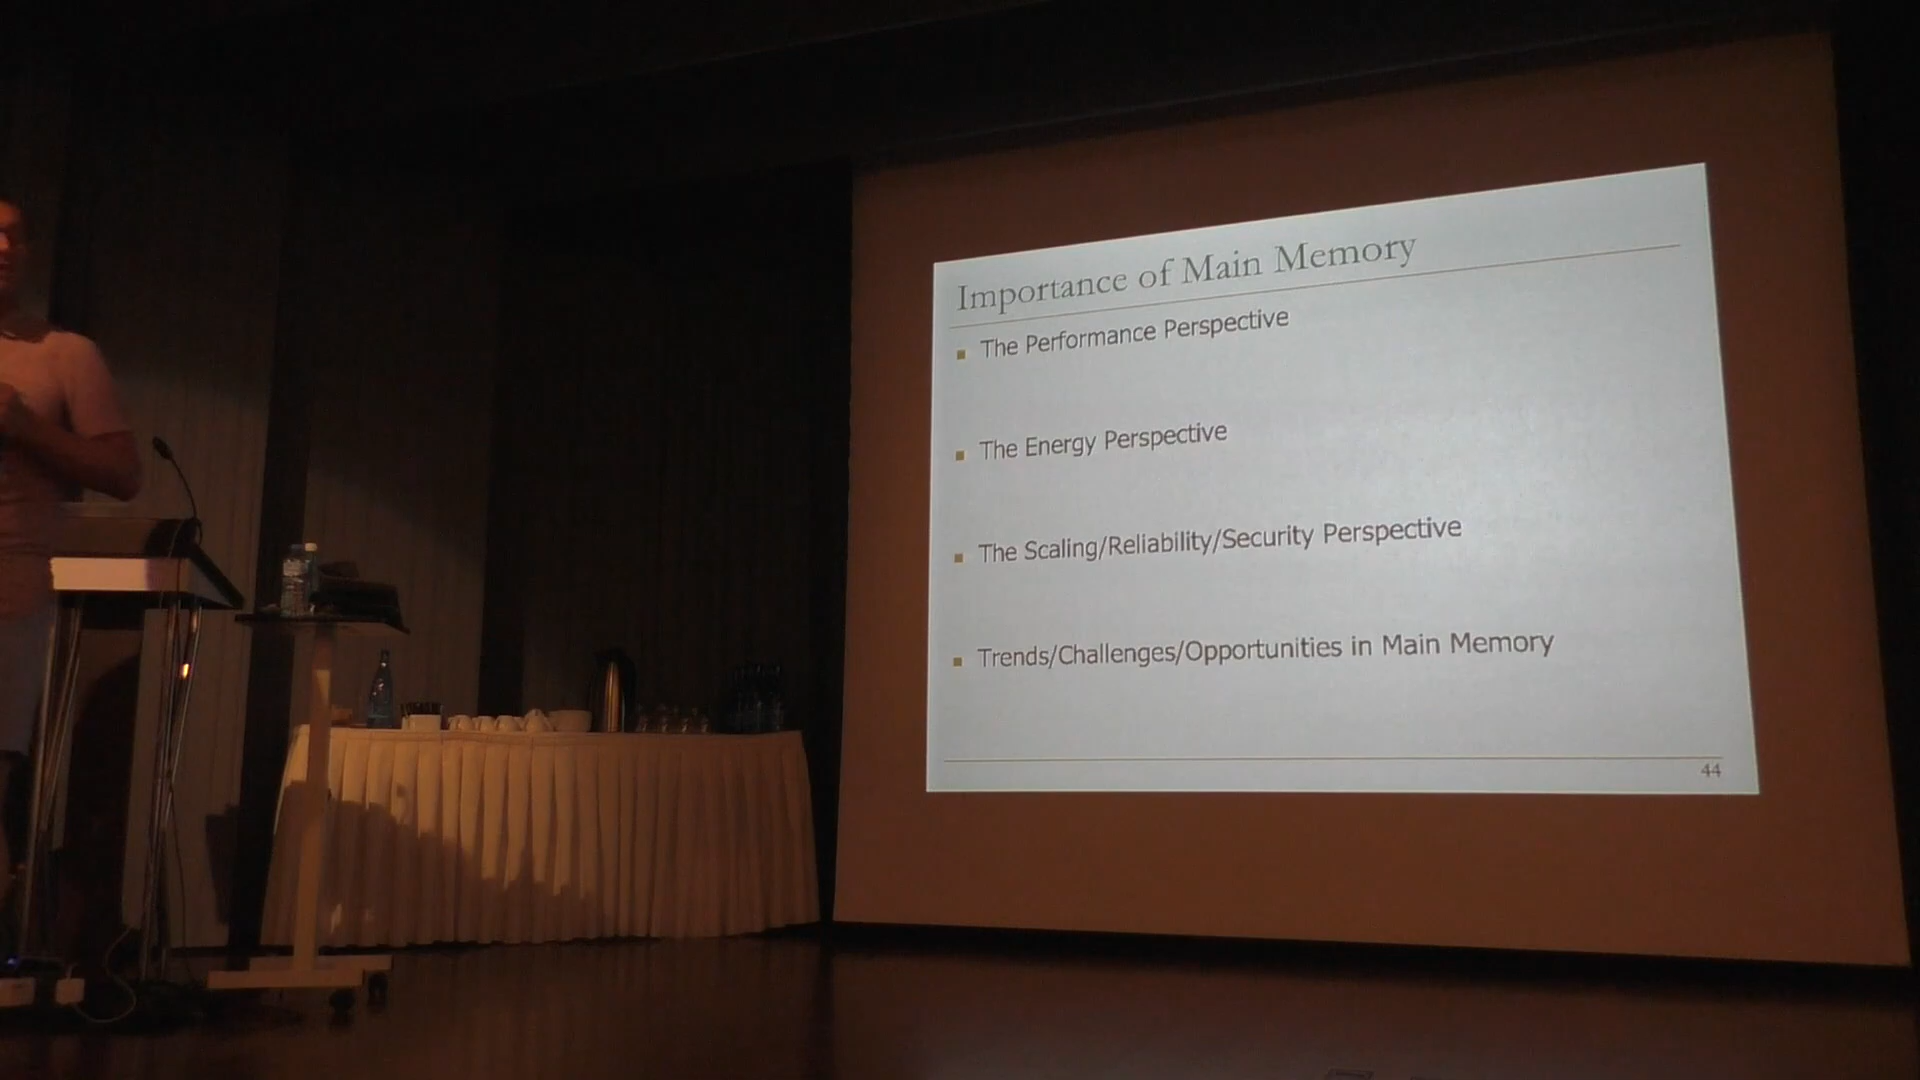 Importance of Main Memory
The Performance Perspective
The Energy Perspective
The Scaling/Reliability/Security Perspective
Trends/Challenges/Opportunities in Main Memory
44